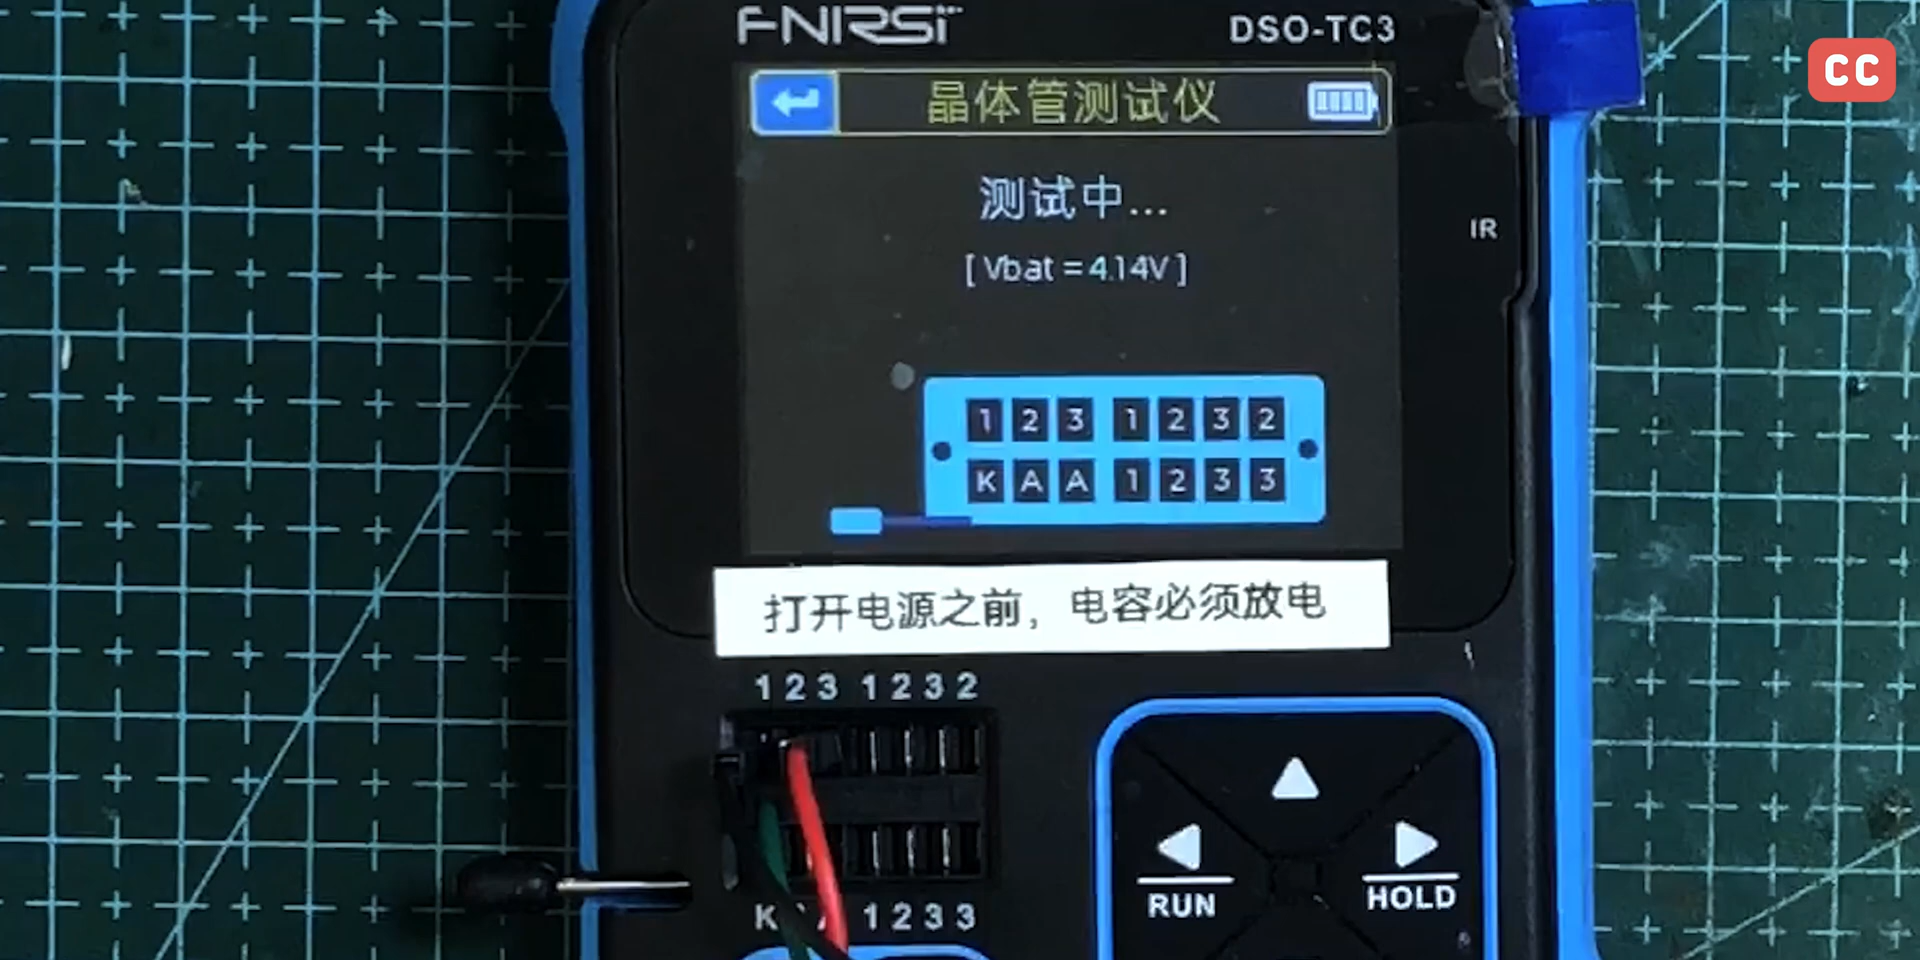 FNIRSI
DSO-TC3
CC
晶体管测试仪
测试中...
[ Vbat = 4.14V ]
IR
1 2 3 1 2 3 2
K A A 1 2 3 3
打开电源之前，电容必须放电
1 2 3 1 2 3 2
K A 1 2 3 3
RUN
HOLD